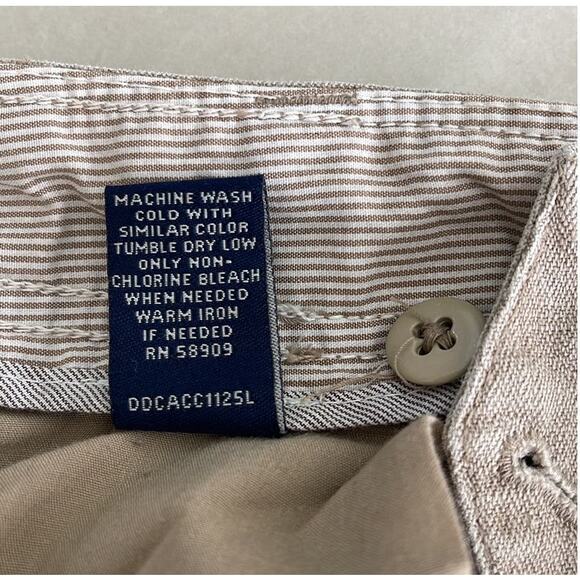 MACHINE WASH
COLD WITH
SIMILAR COLOR
TUMBLE DRY LOW
ONLY NON-
CHLORINE BLEACH
WHEN NEEDED
WARM IRON
IF NEEDED
RN 58909
DDCACC1125L